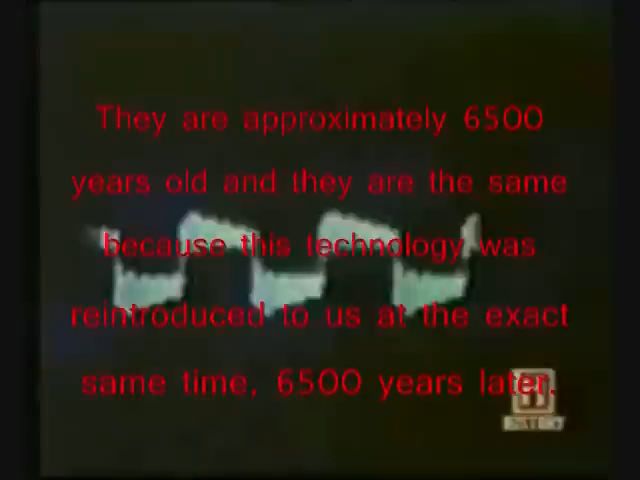 They are approximately 6500
years old and they are the same
because this technology was
reintroduced to us at the exact
same time, 6500 years later.